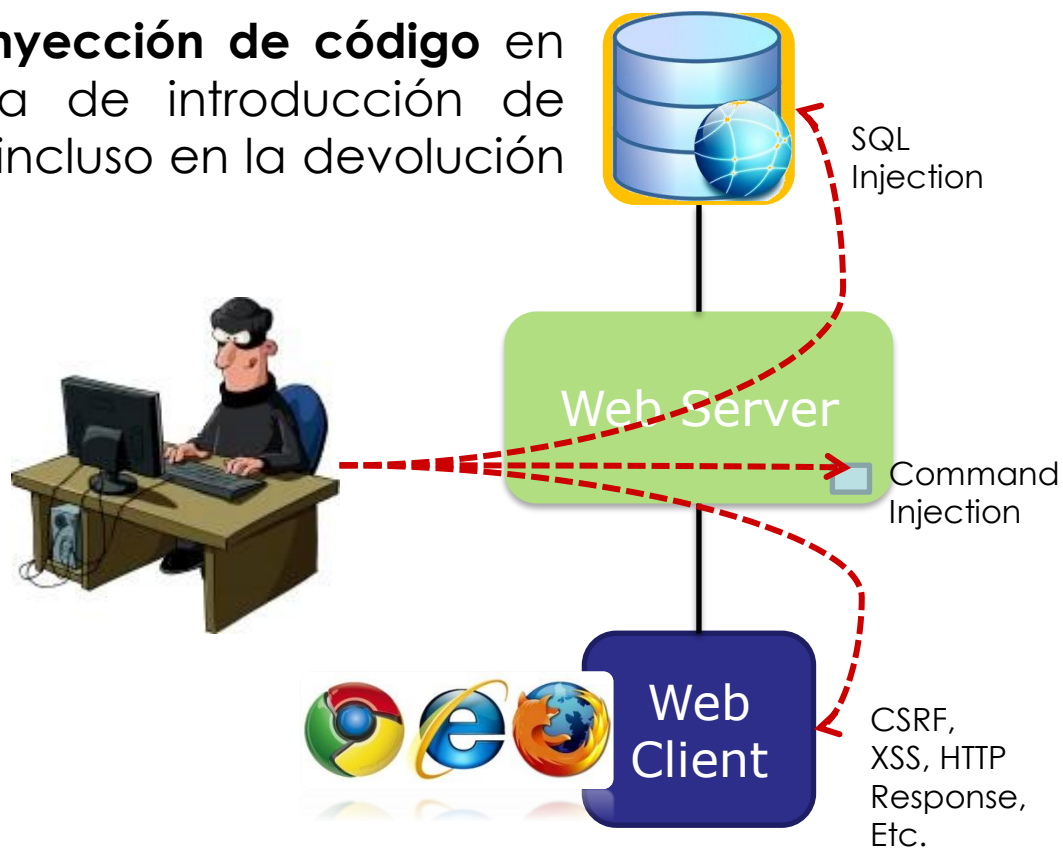 nyección de código en
a de introducción de
incluso en la devolución
SQL
Injection
Web Server
Command
Injection
Web
Client
CSRF,
XSS, HTTP
Response,
Etc.